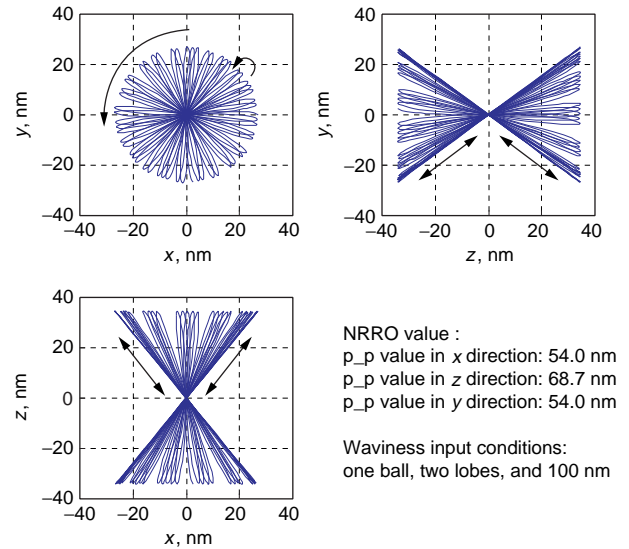 40
20
0
−20
−40
−40
−20
0
20
40
y, nm
x, nm
40
20
0
−20
−40
−40
−20
0
20
40
y, nm
z, nm
40
20
0
−20
−40
−40
−20
0
20
40
z, nm
x, nm
NRRO value :
p_p value in x direction: 54.0 nm
p_p value in z direction: 68.7 nm
p_p value in y direction: 54.0 nm
Waviness input conditions:
one ball, two lobes, and 100 nm